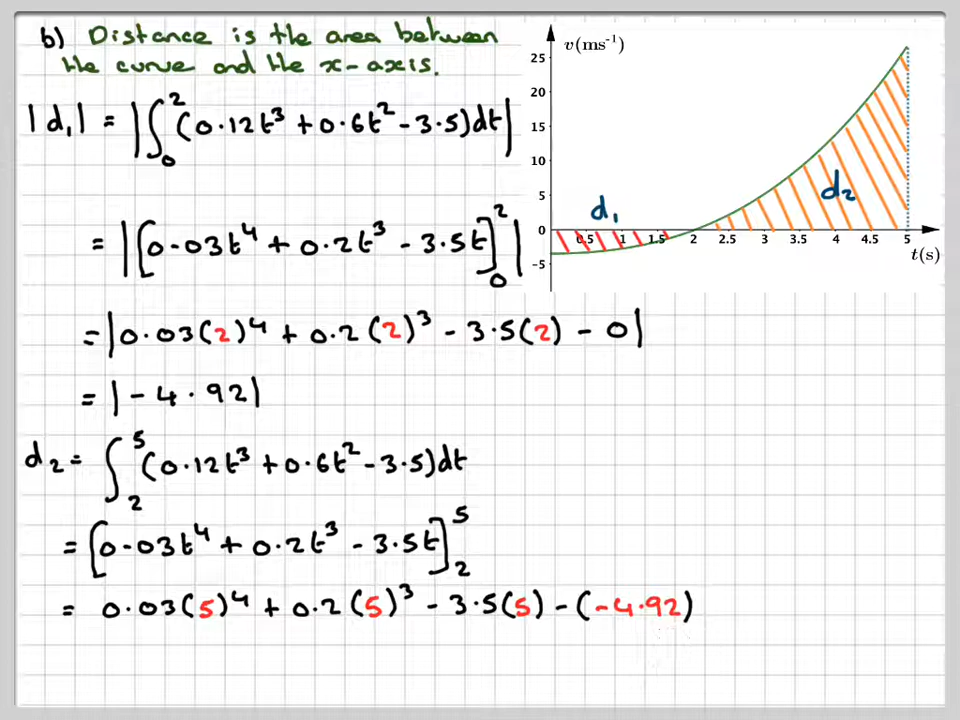 b) Distance is the area between
the curve and the x-axis.
|d₁| = |∫₀² (0.12t³ + 0.6t² - 3.5)dt|
= |[0.03t⁴ + 0.2t³ - 3.5t]₀²|
= |0.03(2)⁴ + 0.2(2)³ - 3.5(2) - 0|
= |-4.92|
d₂ = ∫₂⁵ (0.12t³ + 0.6t² - 3.5)dt
= [0.03t⁴ + 0.2t³ - 3.5t]₂⁵
= 0.03(5)⁴ + 0.2(5)³ - 3.5(5) - (-4.92)
v(ms⁻¹)
25
20
15
10
5
0
-5
d₁
d₂
0.5 1 1.5 2 2.5 3 3.5 4 4.5 5
t(s)